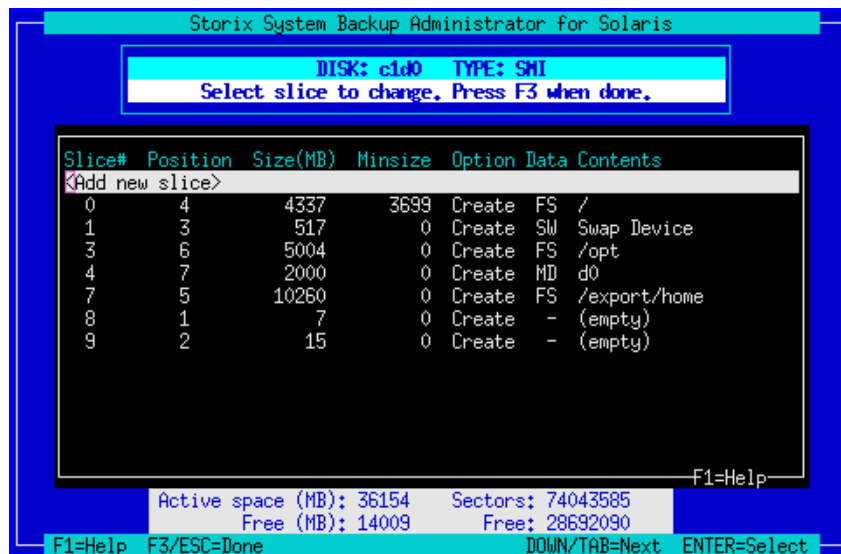 Storix System Backup Administrator for Solaris
DISK: c1d0 TYPE: SMI
Select slice to change. Press F3 when done.
Slice# Position Size(MB) Minsize Option Data Contents
<Add new slice>
0 4 4337 3699 Create FS /
1 3 517 0 Create SW Swap Device
3 6 5004 0 Create FS /opt
4 7 2000 0 Create MD d0
7 5 10260 0 Create FS /export/home
8 1 7 0 Create - (empty)
9 2 15 0 Create - (empty)
F1=Help
Active space (MB): 36154 Sectors: 74043585
Free (MB): 14009 Free: 28692090
F1=Help F3/ESC=Done DOWN/TAB=Next ENTER=Select